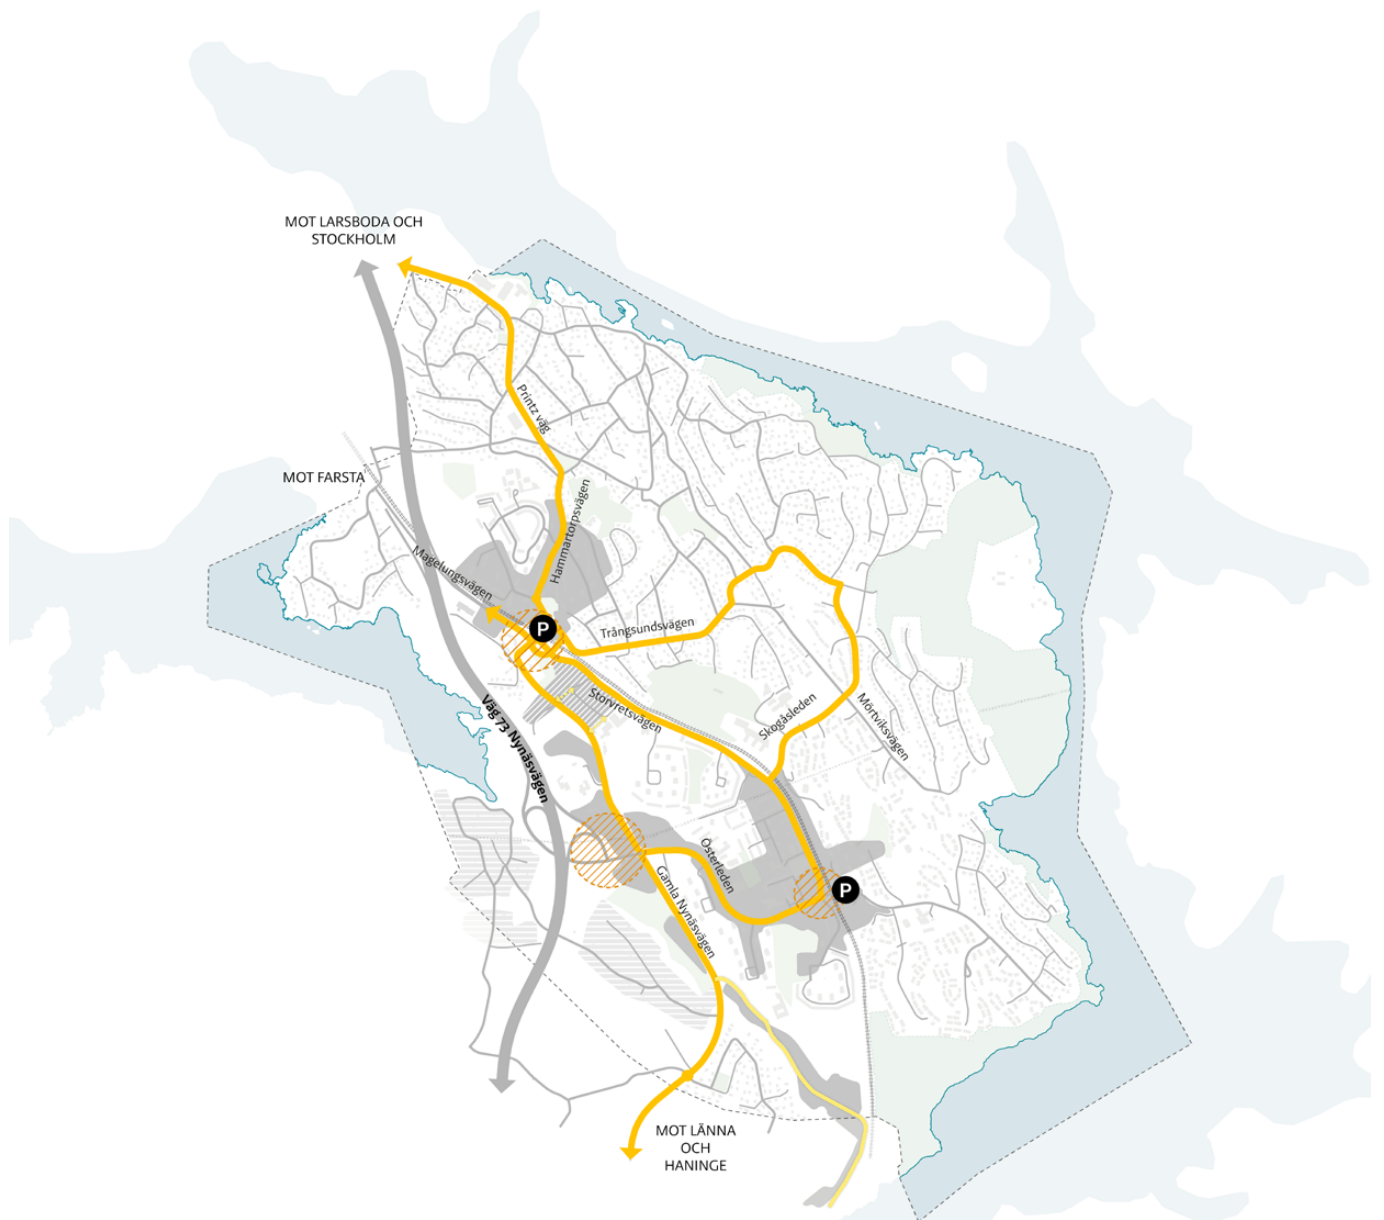 MOT LARSBODA OCH
STOCKHOLM
Printz väg
MOT FARSTA
Hammartorpsvägen
Magelungsvägen
P
Trångsundsvägen
Storvretsvägen
Skogåsleden
Mörtviksvägen
Väg 73 Nynäsvägen
Österleden
Gamla Nynäsvägen
P
MOT LÄNNA
OCH
HANINGE